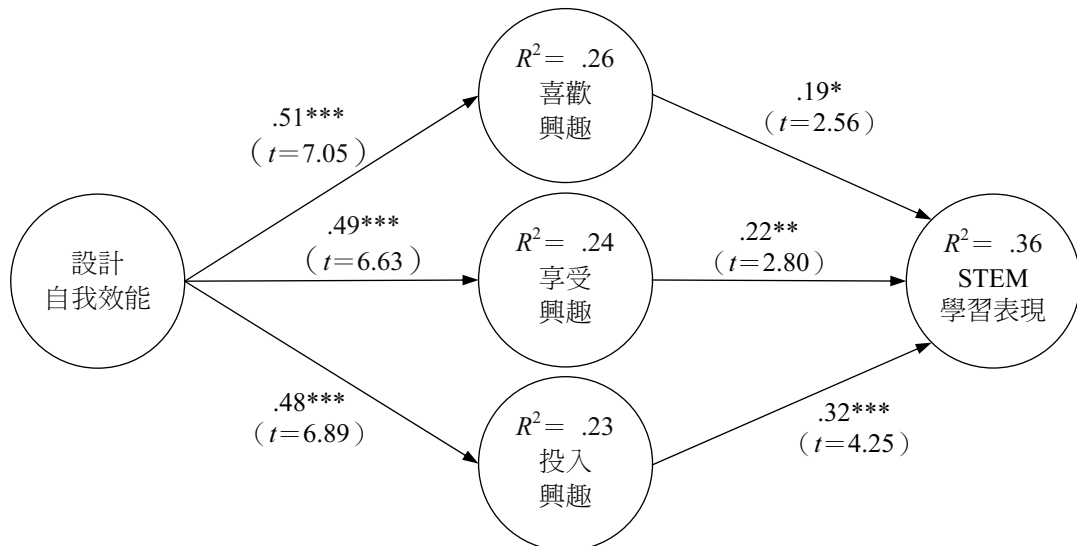 設計
自我效能
.51***
（t＝7.05）
.49***
（t＝6.63）
.48***
（t＝6.89）
R²＝ .26
喜歡
興趣
R²＝ .24
享受
興趣
R²＝ .23
投入
興趣
.19*
（t＝2.56）
.22**
（t＝2.80）
.32***
（t＝4.25）
R²＝ .36
STEM
學習表現